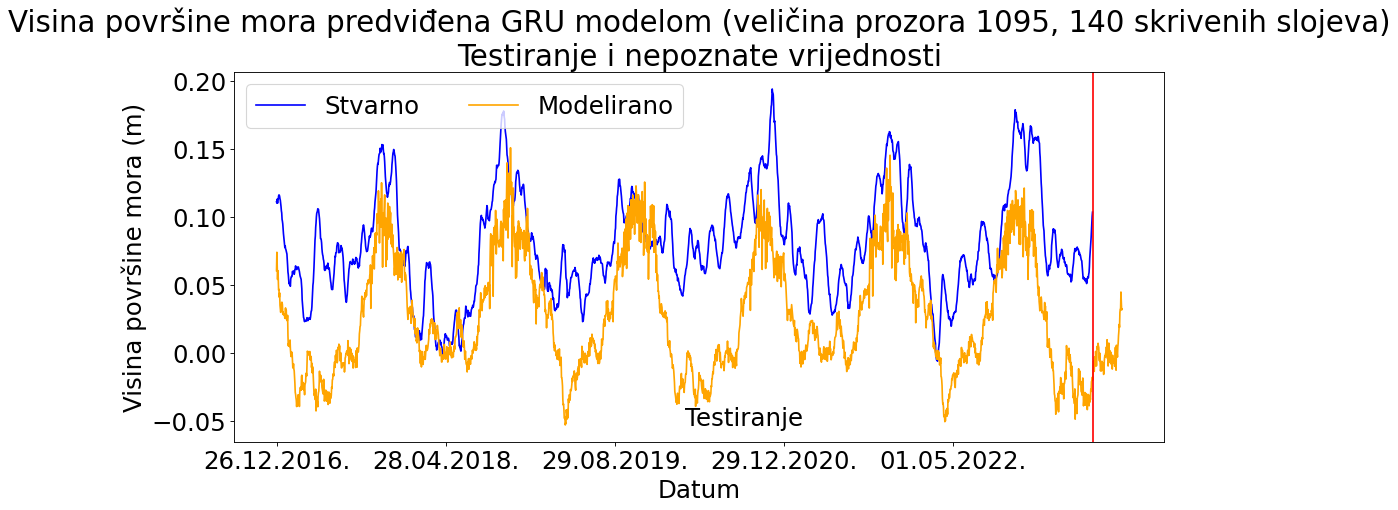 Visina površine mora predviđena GRU modelom (veličina prozora 1095, 140 skrivenih slojeva)
Testiranje i nepoznate vrijednosti
Stvarno
Modelirano
Visina površine mora (m)
0.20
0.15
0.10
0.05
0.00
−0.05
Testiranje
26.12.2016.
28.04.2018.
29.08.2019.
29.12.2020.
01.05.2022.
Datum